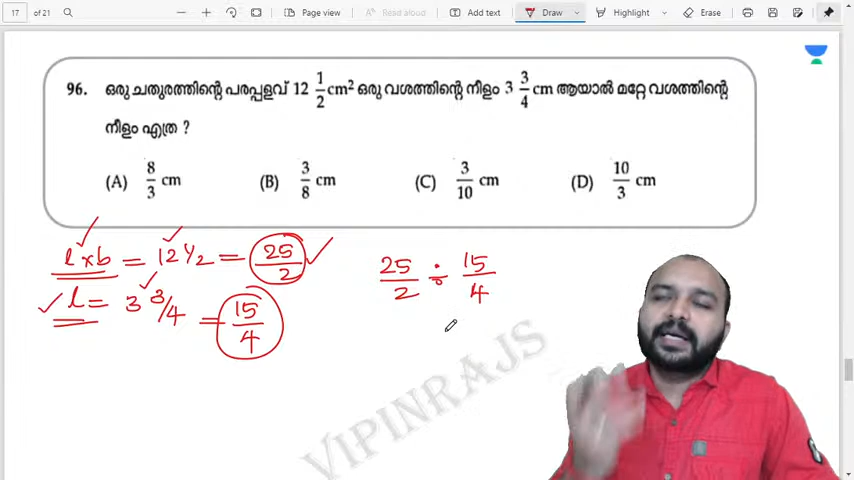 17 of 21 Page view Read aloud Add text Draw Highlight Erase
96. ഒരു ചതുരത്തിന്റെ പരപ്പളവ് 12 1/2 cm² ഒരു വശത്തിന്റെ നീളം 3 3/4 cm ആയാൽ മറ്റേ വശത്തിന്റെ
നീളം എത്ര ?
(A) 8/3 cm (B) 3/8 cm (C) 3/10 cm (D) 10/3 cm
l x b = 12 1/2 = 25/2 25/2 ÷ 15/4
l = 3 3/4 = 15/4
VIPINRAJS